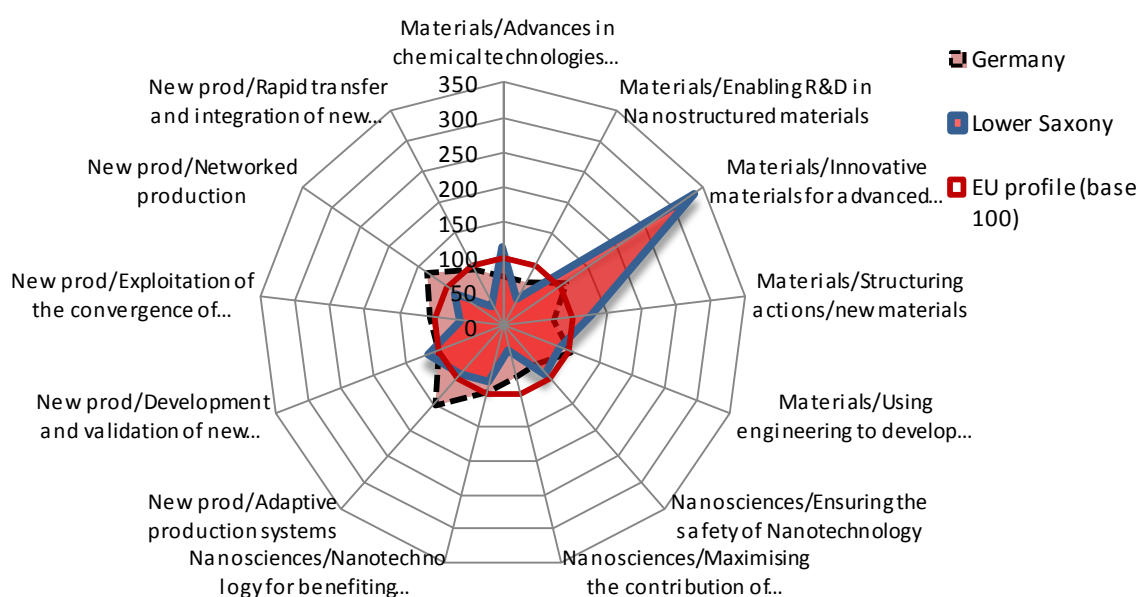 Materials/Advances in
chemical technologies...
Materials/Enabling R&D in
Nanostructured materials
Materials/Innovative
materials for advanced...
Materials/Structuring
actions/new materials
Materials/Using
engineering to develop...
Nanosciences/Ensuring the
safety of Nanotechnology
Nanosciences/Maximising
the contribution of...
Nanosciences/Nanotechno
logy for benefiting...
New prod/Adaptive
production systems
New prod/Development
and validation of new...
New prod/Exploitation of
the convergence of...
New prod/Networked
production
New prod/Rapid transfer
and integration of new...
350
300
250
200
150
100
50
0
Germany
Lower Saxony
EU profile (base
100)